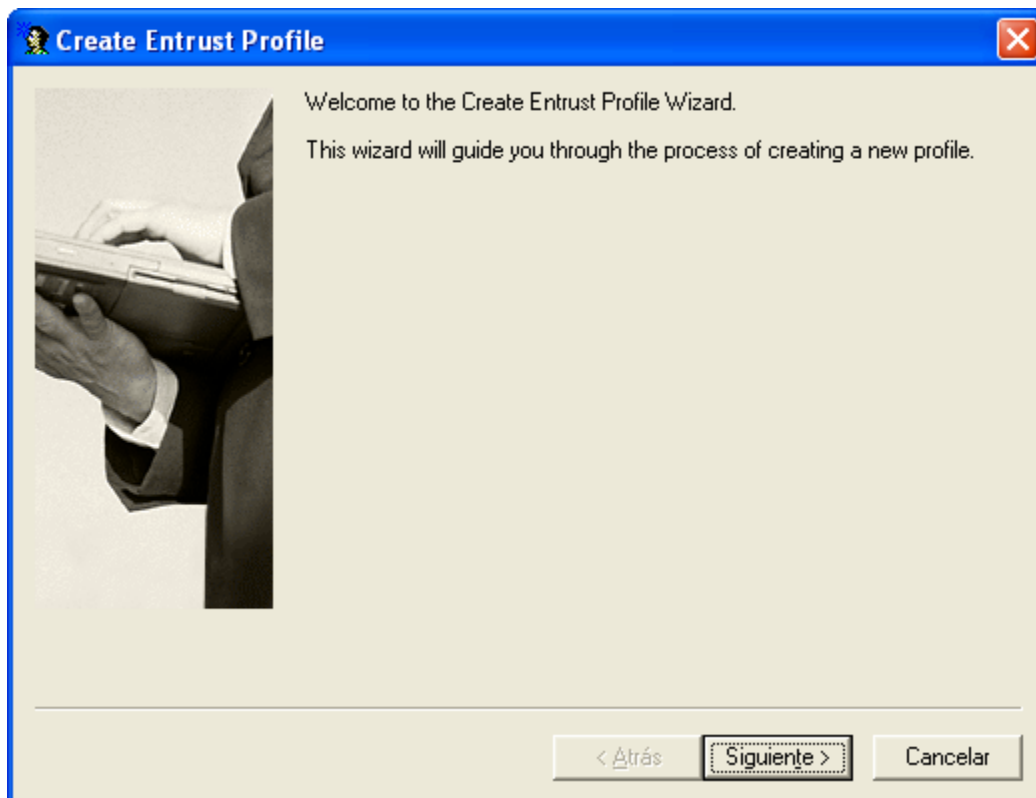 Create Entrust Profile
Welcome to the Create Entrust Profile Wizard.
This wizard will guide you through the process of creating a new profile.
< Atrás
Siguiente >
Cancelar